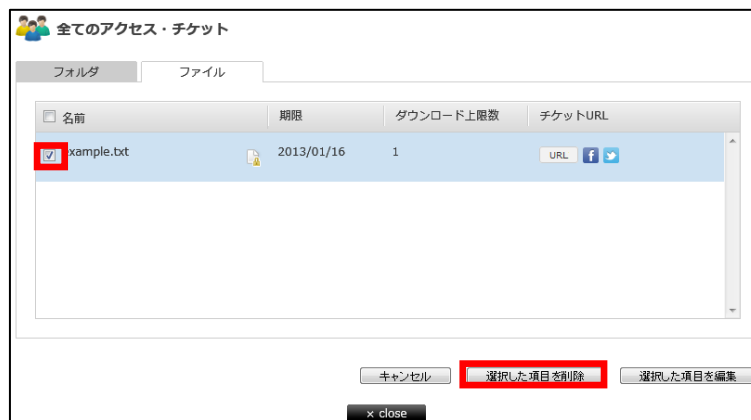 全てのアクセス・チケット
フォルダ ファイル
名前 期限 ダウンロード上限数 チケットURL
xample.txt 2013/01/16 1 URL
キャンセル 選択した項目を削除 選択した項目を編集
× close